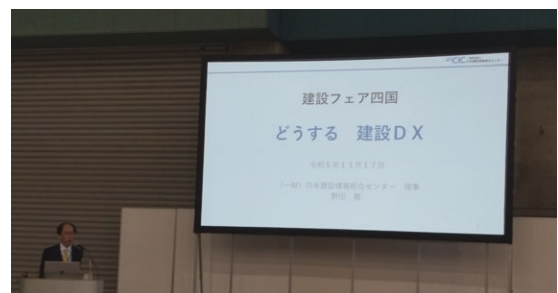 建設フェア四国
どうする 建設DX
令和5年11月17日
(一財)日本建設情報総合センター 理事
野田